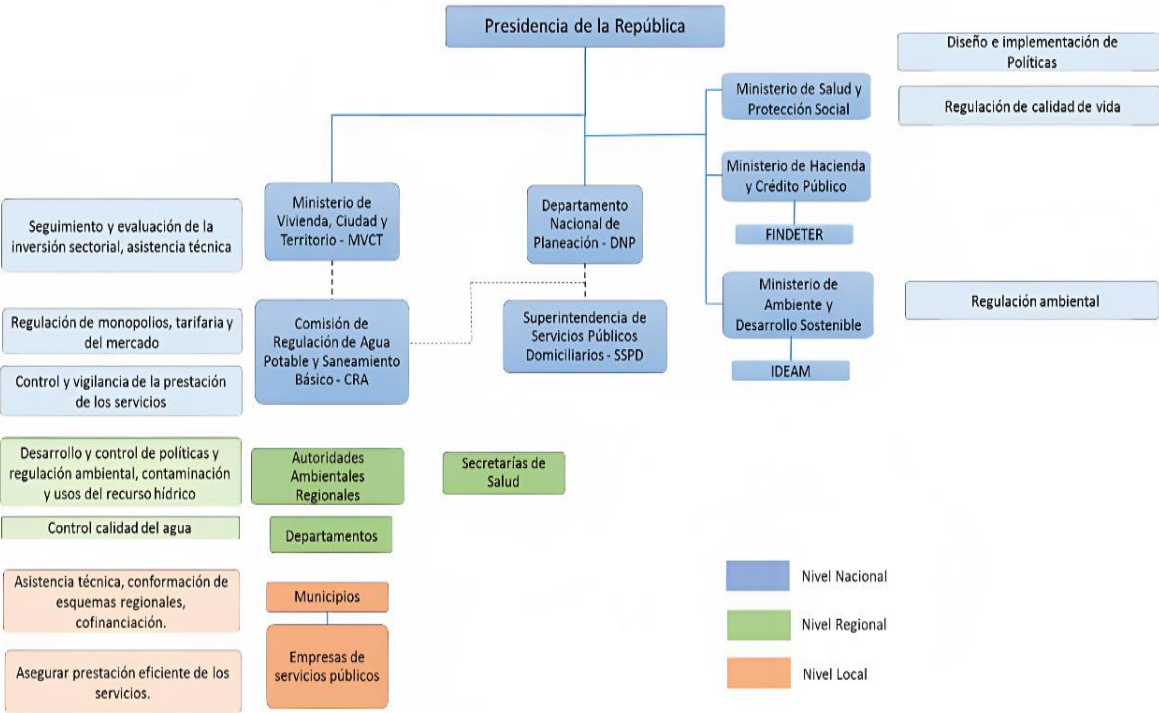 Presidencia de la República
Diseño e implementación de
Políticas
Ministerio de Salud y
Protección Social
Regulación de calidad de vida
Ministerio de Hacienda
y Crédito Público
FINDETER
Seguimiento y evaluación de la
inversión sectorial, asistencia técnica
Ministerio de
Vivienda, Ciudad y
Territorio - MVCT
Departamento
Nacional de
Planeación - DNP
Ministerio de
Ambiente y
Desarrollo Sostenible
Regulación ambiental
IDEAM
Regulación de monopolios, tarifaria y
del mercado
Comisión de
Regulación de Agua
Potable y Saneamiento
Básico - CRA
Superintendencia de
Servicios Públicos
Domiciliarios - SSPD
Control y vigilancia de la prestación
de los servicios
Desarrollo y control de políticas y
regulación ambiental, contaminación
y usos del recurso hídrico
Autoridades
Ambientales
Regionales
Secretarías de
Salud
Control calidad del agua
Departamentos
Asistencia técnica, conformación de
esquemas regionales,
cofinanciación.
Municipios
Asegurar prestación eficiente de los
servicios.
Empresas de
servicios públicos
Nivel Nacional
Nivel Regional
Nivel Local